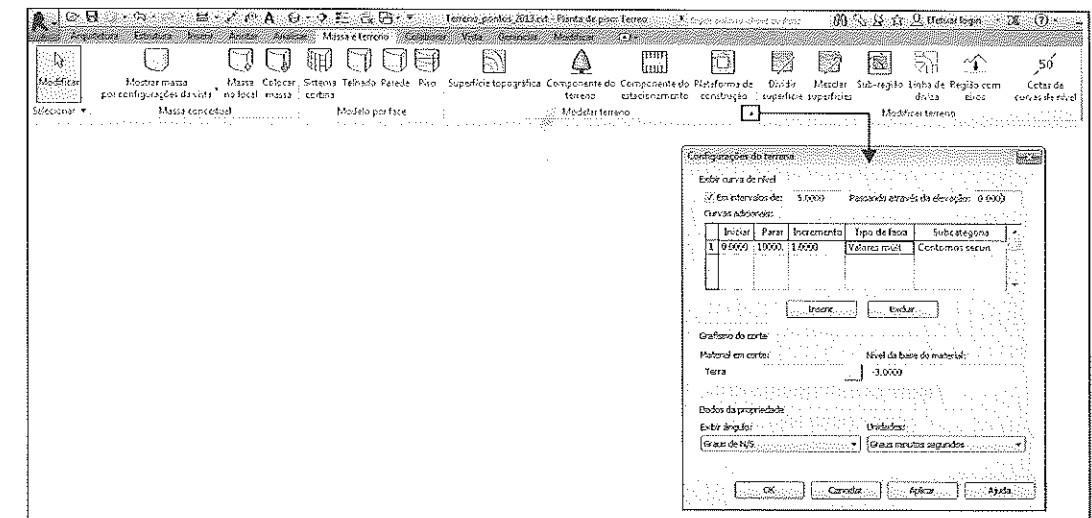 Terreno_pontos_2013.rvt - Planta de piso: Terreo
Efetuar login
Arquitetura Estrutura Inserir Anotar Analisar Massa e terreno Colaborar Vista Gerenciar Modificar
Modificar
Mostrar massa
por configurações da vista
Massa
no local
Colocar
massa
Sistema
cortina
Telhado Parede Piso
Superfície topográfica
Componente do
terreno
Componente do
estacionamento
Plataforma de
construção
Dividir
superfície
Mesclar
superfícies
Sub-região
Linha de
divisa
Região com
,50
Cotar as
curvas de nível
Selecionar Massa conceitual Modelo por face Modelar terreno Modificar terreno
Configurações do terreno
Exibir curva de nível
Em intervalos de: 5.0000 Passando através da elevação: 0.0000
Curvas adicionais:
Iniciar Parar Incremento Tipo de faixa Subcategoria
1 0.0000 10000. 1.0000 Valores múlt Contornos secun
Inserir Excluir
Grafismo do corte
Material em corte: Nível da base do material:
Terra -3.0000
Dados da propriedade
Exibir ângulo: Unidades:
Graus de N/S Graus minutos segundos
OK Cancelar Aplicar Ajuda